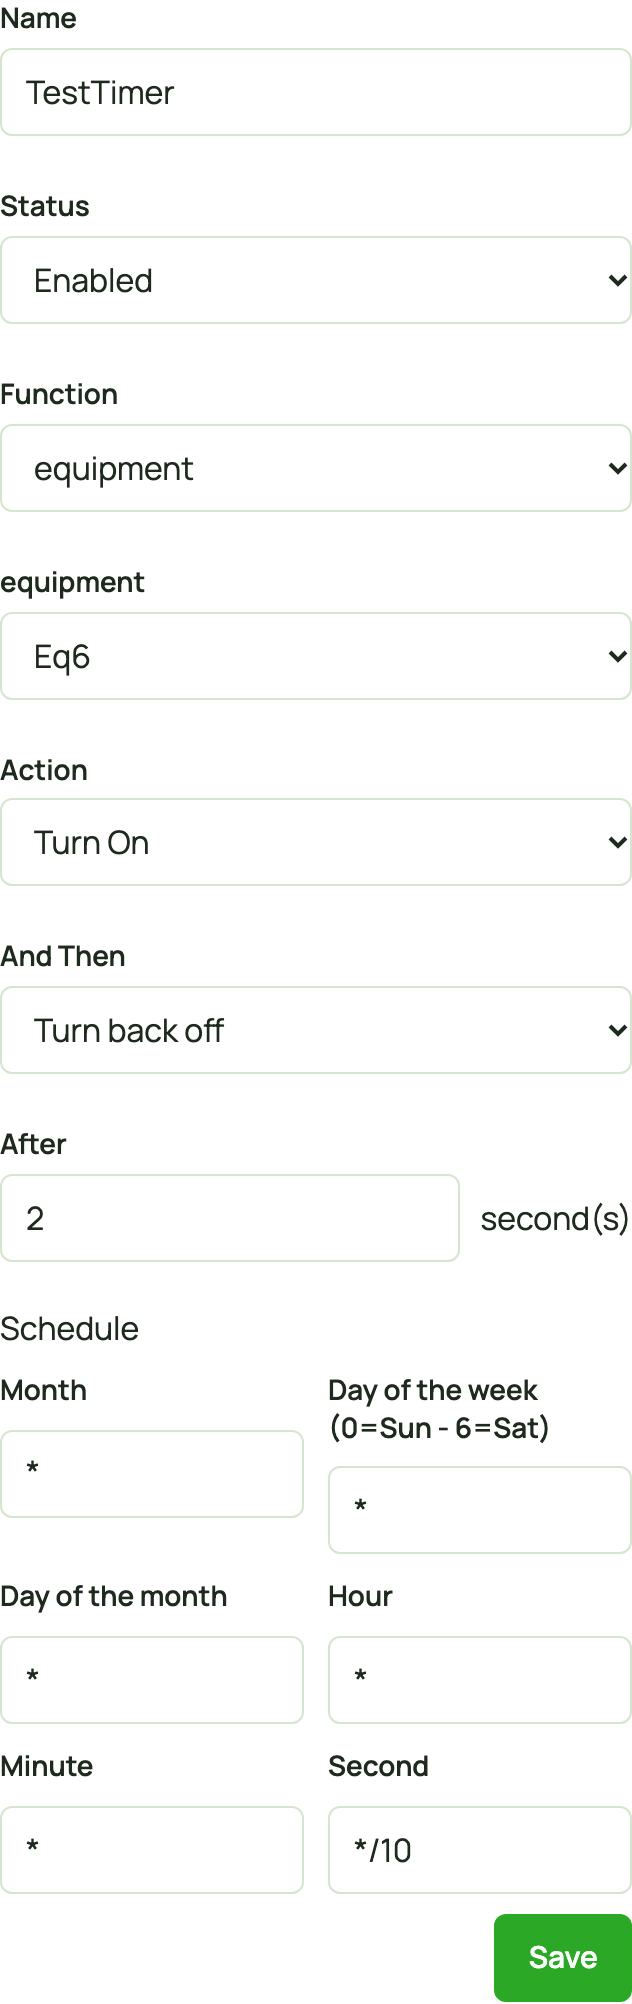 Name
TestTimer
Status
Enabled
Function
equipment
equipment
Eq6
Action
Turn On
And Then
Turn back off
After
2 second(s)
Schedule
Month
*
Day of the week
(0=Sun - 6=Sat)
*
Day of the month
*
Hour
*
Minute
*
Second
*/10
Save